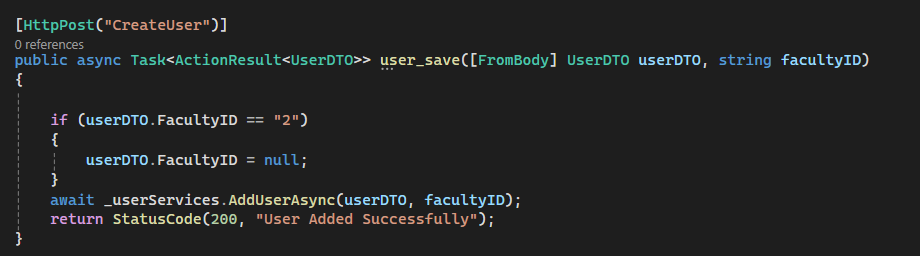 [HttpPost("CreateUser")]
0 references
public async Task<ActionResult<UserDTO>> user_save([FromBody] UserDTO userDTO, string facultyID)
{
if (userDTO.FacultyID == "2")
{
userDTO.FacultyID = null;
}
await _userServices.AddUserAsync(userDTO, facultyID);
return StatusCode(200, "User Added Successfully");
}